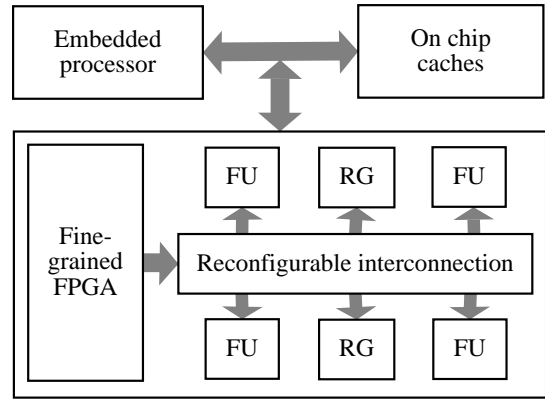 Embedded
processor
On chip
caches
FU
RG
FU
Fine-
grained
FPGA
Reconfigurable interconnection
FU
RG
FU